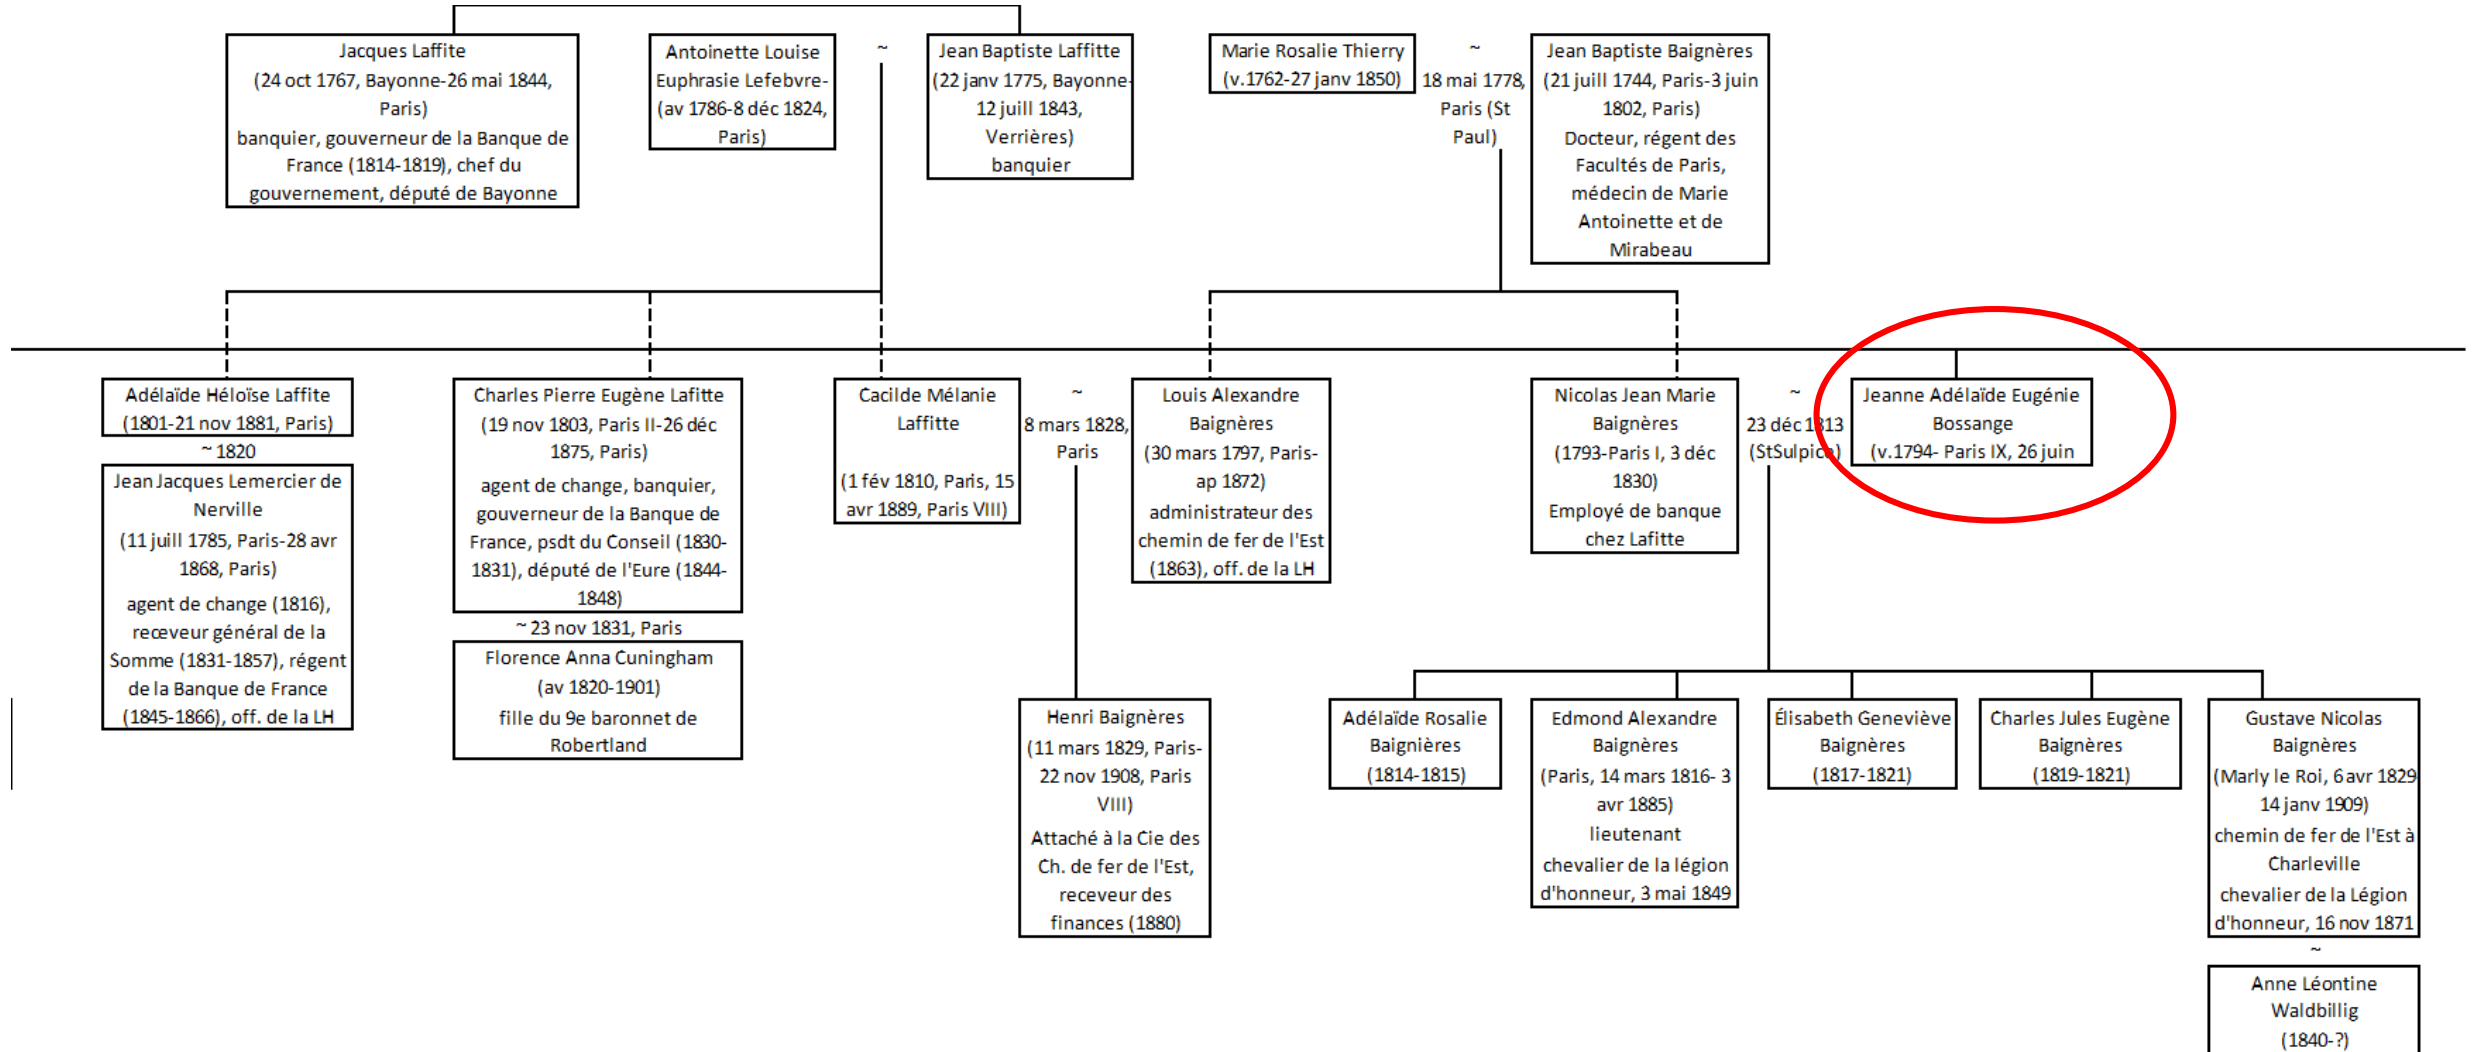 Jacques Laffite
(24 oct 1767, Bayonne-26 mai 1844,
Paris)
banquier, gouverneur de la Banque de
France (1814-1819), chef du
gouvernement, député de Bayonne
Antoinette Louise
Euphrasie Lefebvre-
(av 1786-8 déc 1824,
Paris)
~
Jean Baptiste Laffitte
(22 janv 1775, Bayonne-
12 juill 1843,
Verrières)
banquier
Marie Rosalie Thierry
(v.1762-27 janv 1850)
~
18 mai 1778,
Paris (St
Paul)
Jean Baptiste Baignères
(21 juill 1744, Paris-3 juin
1802, Paris)
Docteur, régent des
Facultés de Paris,
médecin de Marie
Antoinette et de
Mirabeau
Adélaïde Héloïse Laffite
(1801-21 nov 1881, Paris)
~ 1820
Jean Jacques Lemercier de
Nerville
(11 juill 1785, Paris-28 avr
1868, Paris)
agent de change (1816),
receveur général de la
Somme (1831-1857), régent
de la Banque de France
(1845-1866), off. de la LH
Charles Pierre Eugène Lafitte
(19 nov 1803, Paris II-26 déc
1875, Paris)
agent de change, banquier,
gouverneur de la Banque de
France, psdt du Conseil (1830-
1831), député de l'Eure (1844-
1848)
~ 23 nov 1831, Paris
Florence Anna Cuningham
(av 1820-1901)
fille du 9e baronnet de
Robertland
Cacilde Mélanie
Laffitte
(1 fév 1810, Paris, 15
avr 1889, Paris VIII)
~
8 mars 1828,
Paris
Louis Alexandre
Baignères
(30 mars 1797, Paris-
ap 1872)
administrateur des
chemin de fer de l'Est
(1863), off. de la LH
Nicolas Jean Marie
Baignères
(1793-Paris I, 3 déc
1830)
Employé de banque
chez Lafitte
~
23 déc 1813
(StSulpice)
Jeanne Adélaïde Eugénie
Bossange
(v.1794- Paris IX, 26 juin
Henri Baignères
(11 mars 1829, Paris-
22 nov 1908, Paris
VIII)
Attaché à la Cie des
Ch. de fer de l'Est,
receveur des
finances (1880)
Adélaïde Rosalie
Baignières
(1814-1815)
Edmond Alexandre
Baignères
(Paris, 14 mars 1816- 3
avr 1885)
lieutenant
chevalier de la légion
d'honneur, 3 mai 1849
Élisabeth Geneviève
Baignères
(1817-1821)
Charles Jules Eugène
Baignères
(1819-1821)
Gustave Nicolas
Baignères
(Marly le Roi, 6 avr 1829
14 janv 1909)
chemin de fer de l'Est à
Charleville
chevalier de la Légion
d'honneur, 16 nov 1871
~
Anne Léontine
Waldbillig
(1840-?)